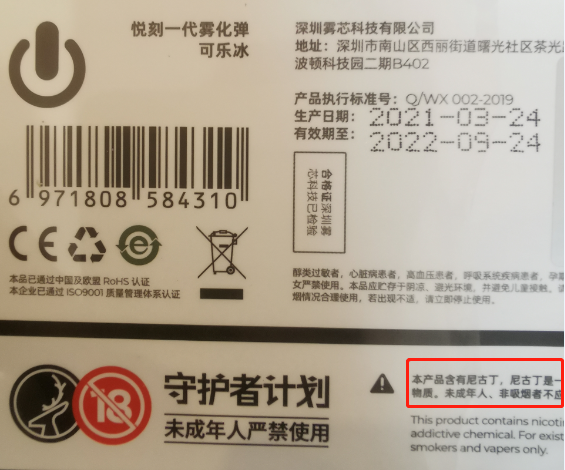 悦刻一代雾化弹
可乐冰
深圳雾芯科技有限公司
地址：深圳市南山区西丽街道曙光社区茶光
波顿科技园二期B402
产品执行标准号：Q/WX 002-2019
生产日期：2021-03-24
有效期至：2022-09-24
合格证深圳雾
芯科技已检验
6 971808 584310
CE
e
本品已通过中国及欧盟 RoHS 认证
本企业已通过 ISO9001 质量管理体系认证
醇类过敏者，心脏病患者，高血压患者，呼吸系统疾病患者，孕
女严禁使用。本品应贮存于阴凉、避光环境，并避免儿童接触。
烟情况合理使用，若出现不适，请立即停止使用。
18
守护者计划
未成年人严禁使用
本产品含有尼古丁，尼古丁是一
物质。未成年人、非吸烟者不应
This product contains nicoti
addictive chemical. For exist
smokers and vapers only.